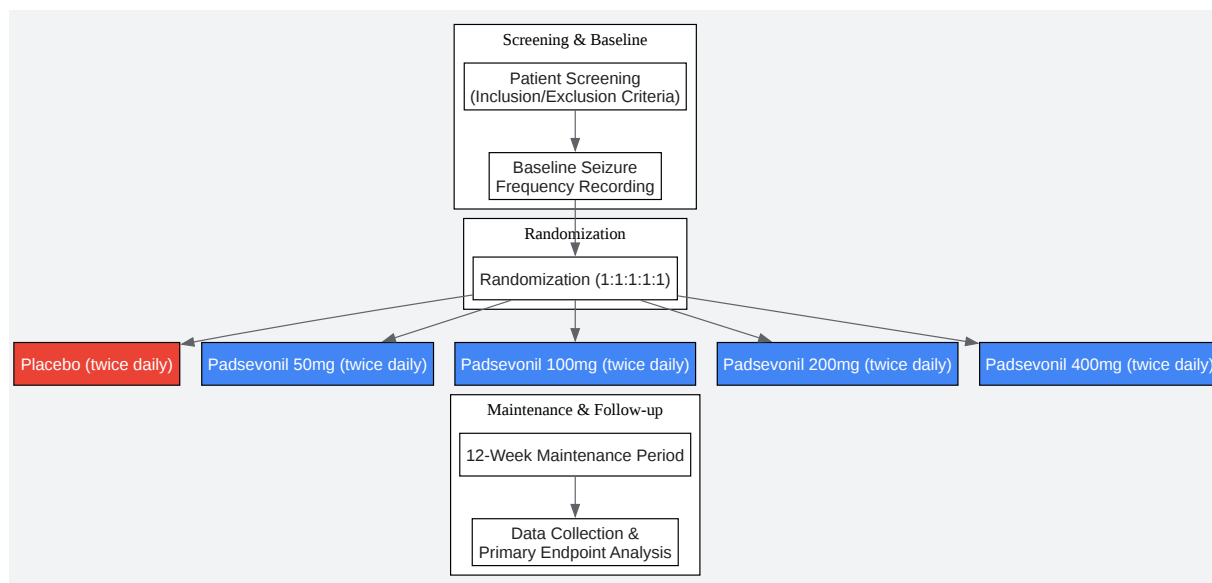 Screening & Baseline
Patient Screening
(Inclusion/Exclusion Criteria)
Baseline Seizure
Frequency Recording
Randomization
Randomization (1:1:1:1:1)
Placebo (twice daily)
Padsevonil 50mg (twice daily)
Padsevonil 100mg (twice daily)
Padsevonil 200mg (twice daily)
Padsevonil 400mg (twice daily)
Maintenance & Follow-up
12-Week Maintenance Period
Data Collection &
Primary Endpoint Analysis